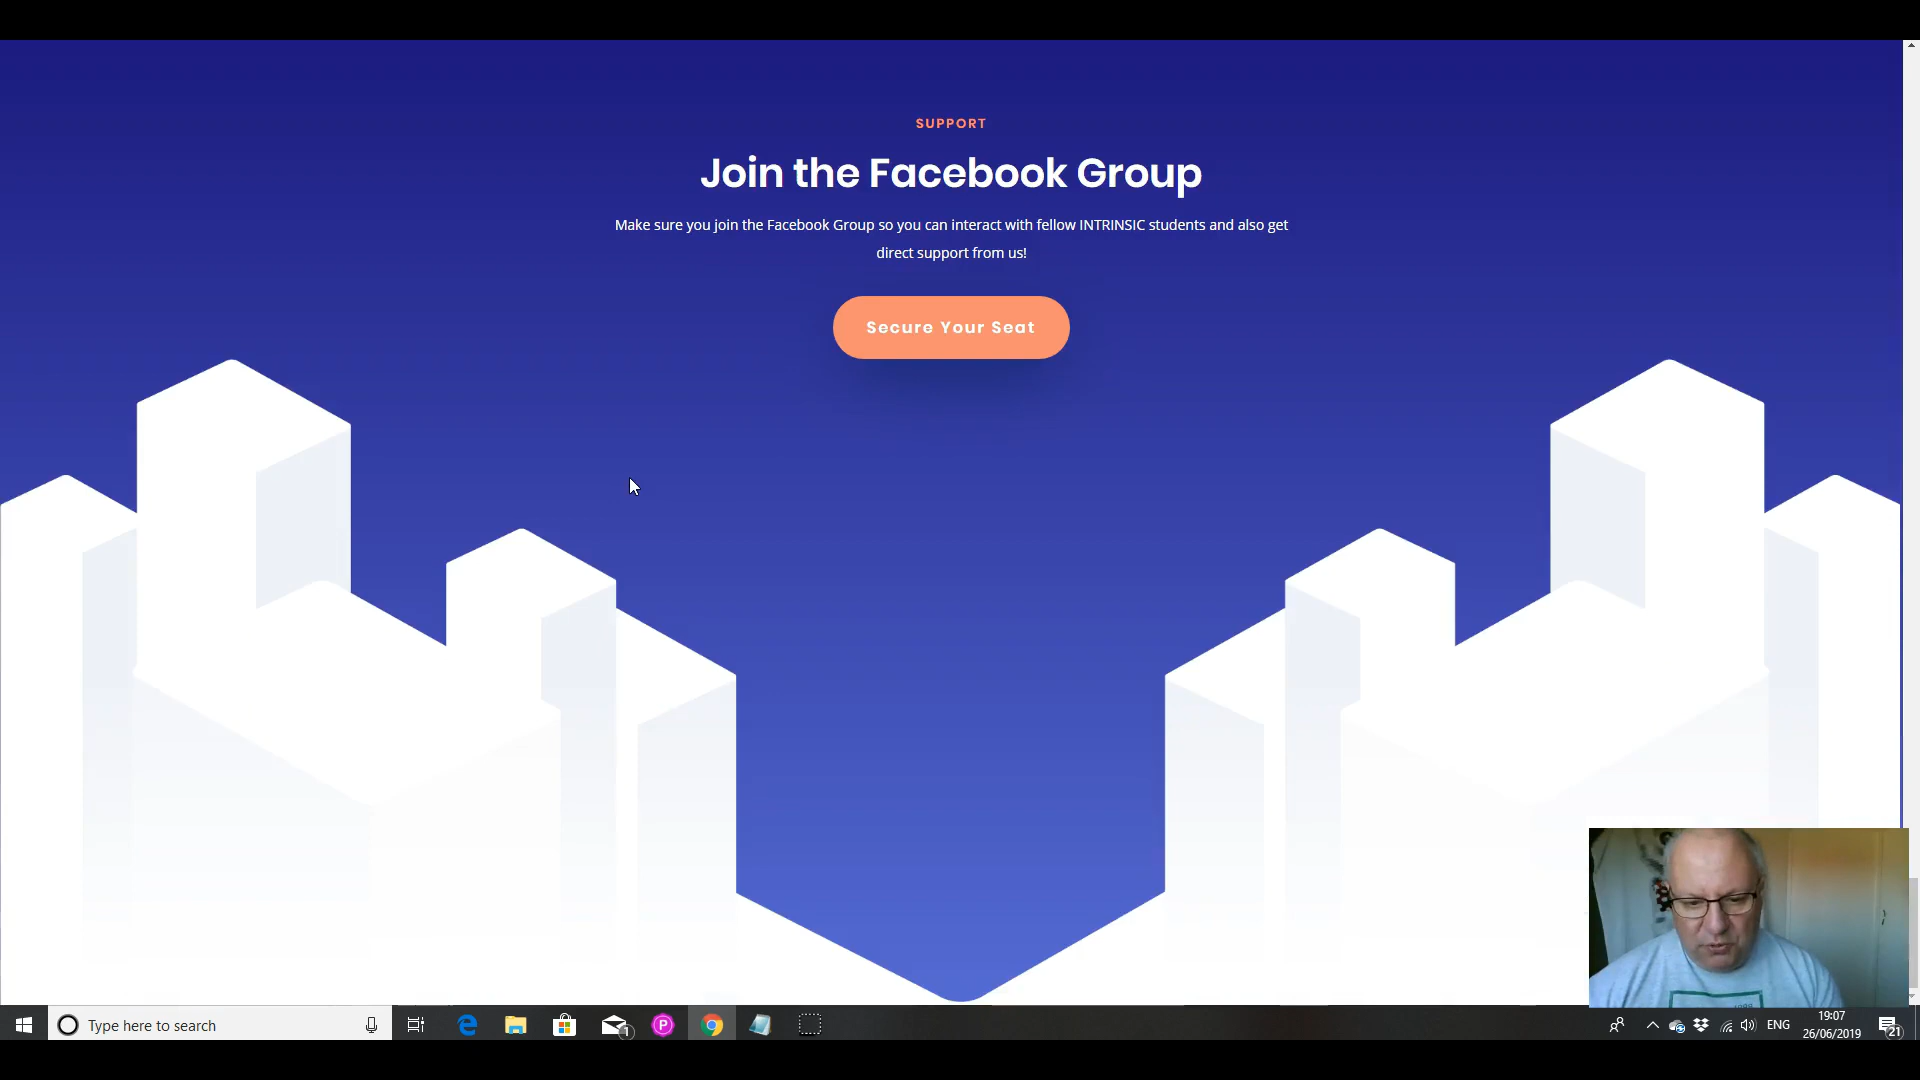 SUPPORT
Join the Facebook Group
Make sure you join the Facebook Group so you can interact with fellow INTRINSIC students and also get
direct support from us!
Secure Your Seat
Type here to search
1
P
ENG
19:07
26/06/2019
21